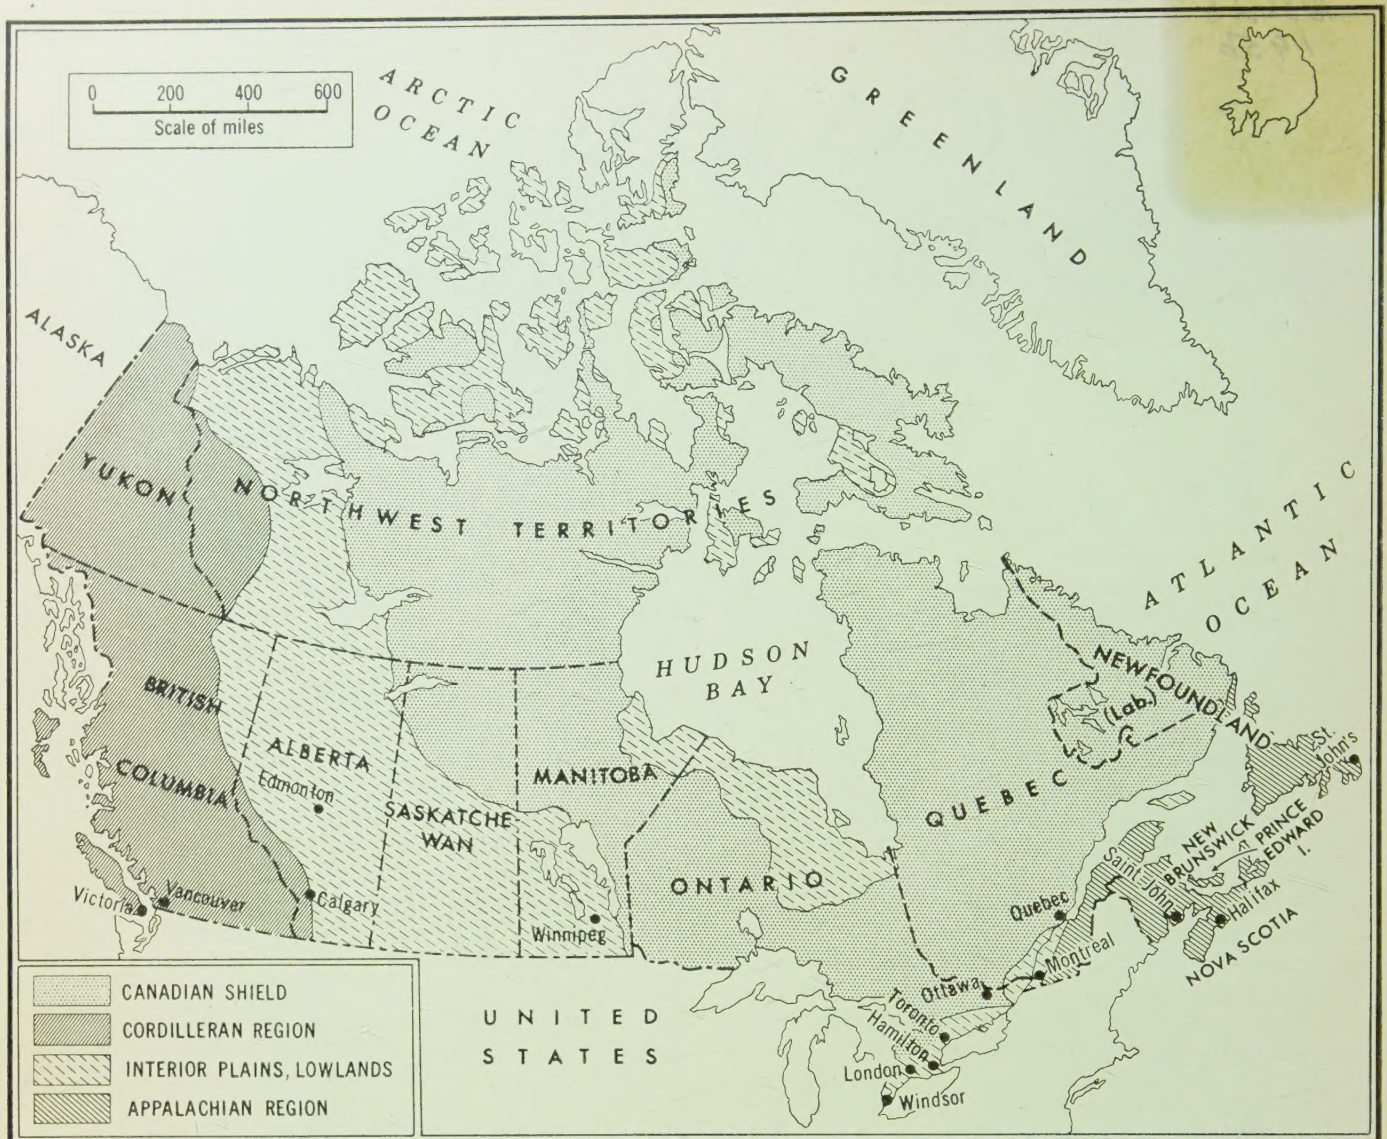 0 200 400 600
Scale of miles
ARCTIC
OCEAN
GREENLAND
ALASKA
YUKON
NORTHWEST TERRITORIES
ATLANTIC
OCEAN
HUDSON
BAY
BRITISH
COLUMBIA
ALBERTA
Edmonton
SASKATCHE-
WAN
MANITOBA
ONTARIO
QUEBEC
NEWFOUNDLAND
(Lab.)
St.
John's
NEW
BRUNSWICK
PRINCE
EDWARD
I.
Saint John
Halifax
NOVA SCOTIA
Victoria
Vancouver
Calgary
Winnipeg
Quebec
Montreal
Ottawa
Toronto
Hamilton
London
Windsor
UNITED
STATES
CANADIAN SHIELD
CORDILLERAN REGION
INTERIOR PLAINS, LOWLANDS
APPALACHIAN REGION